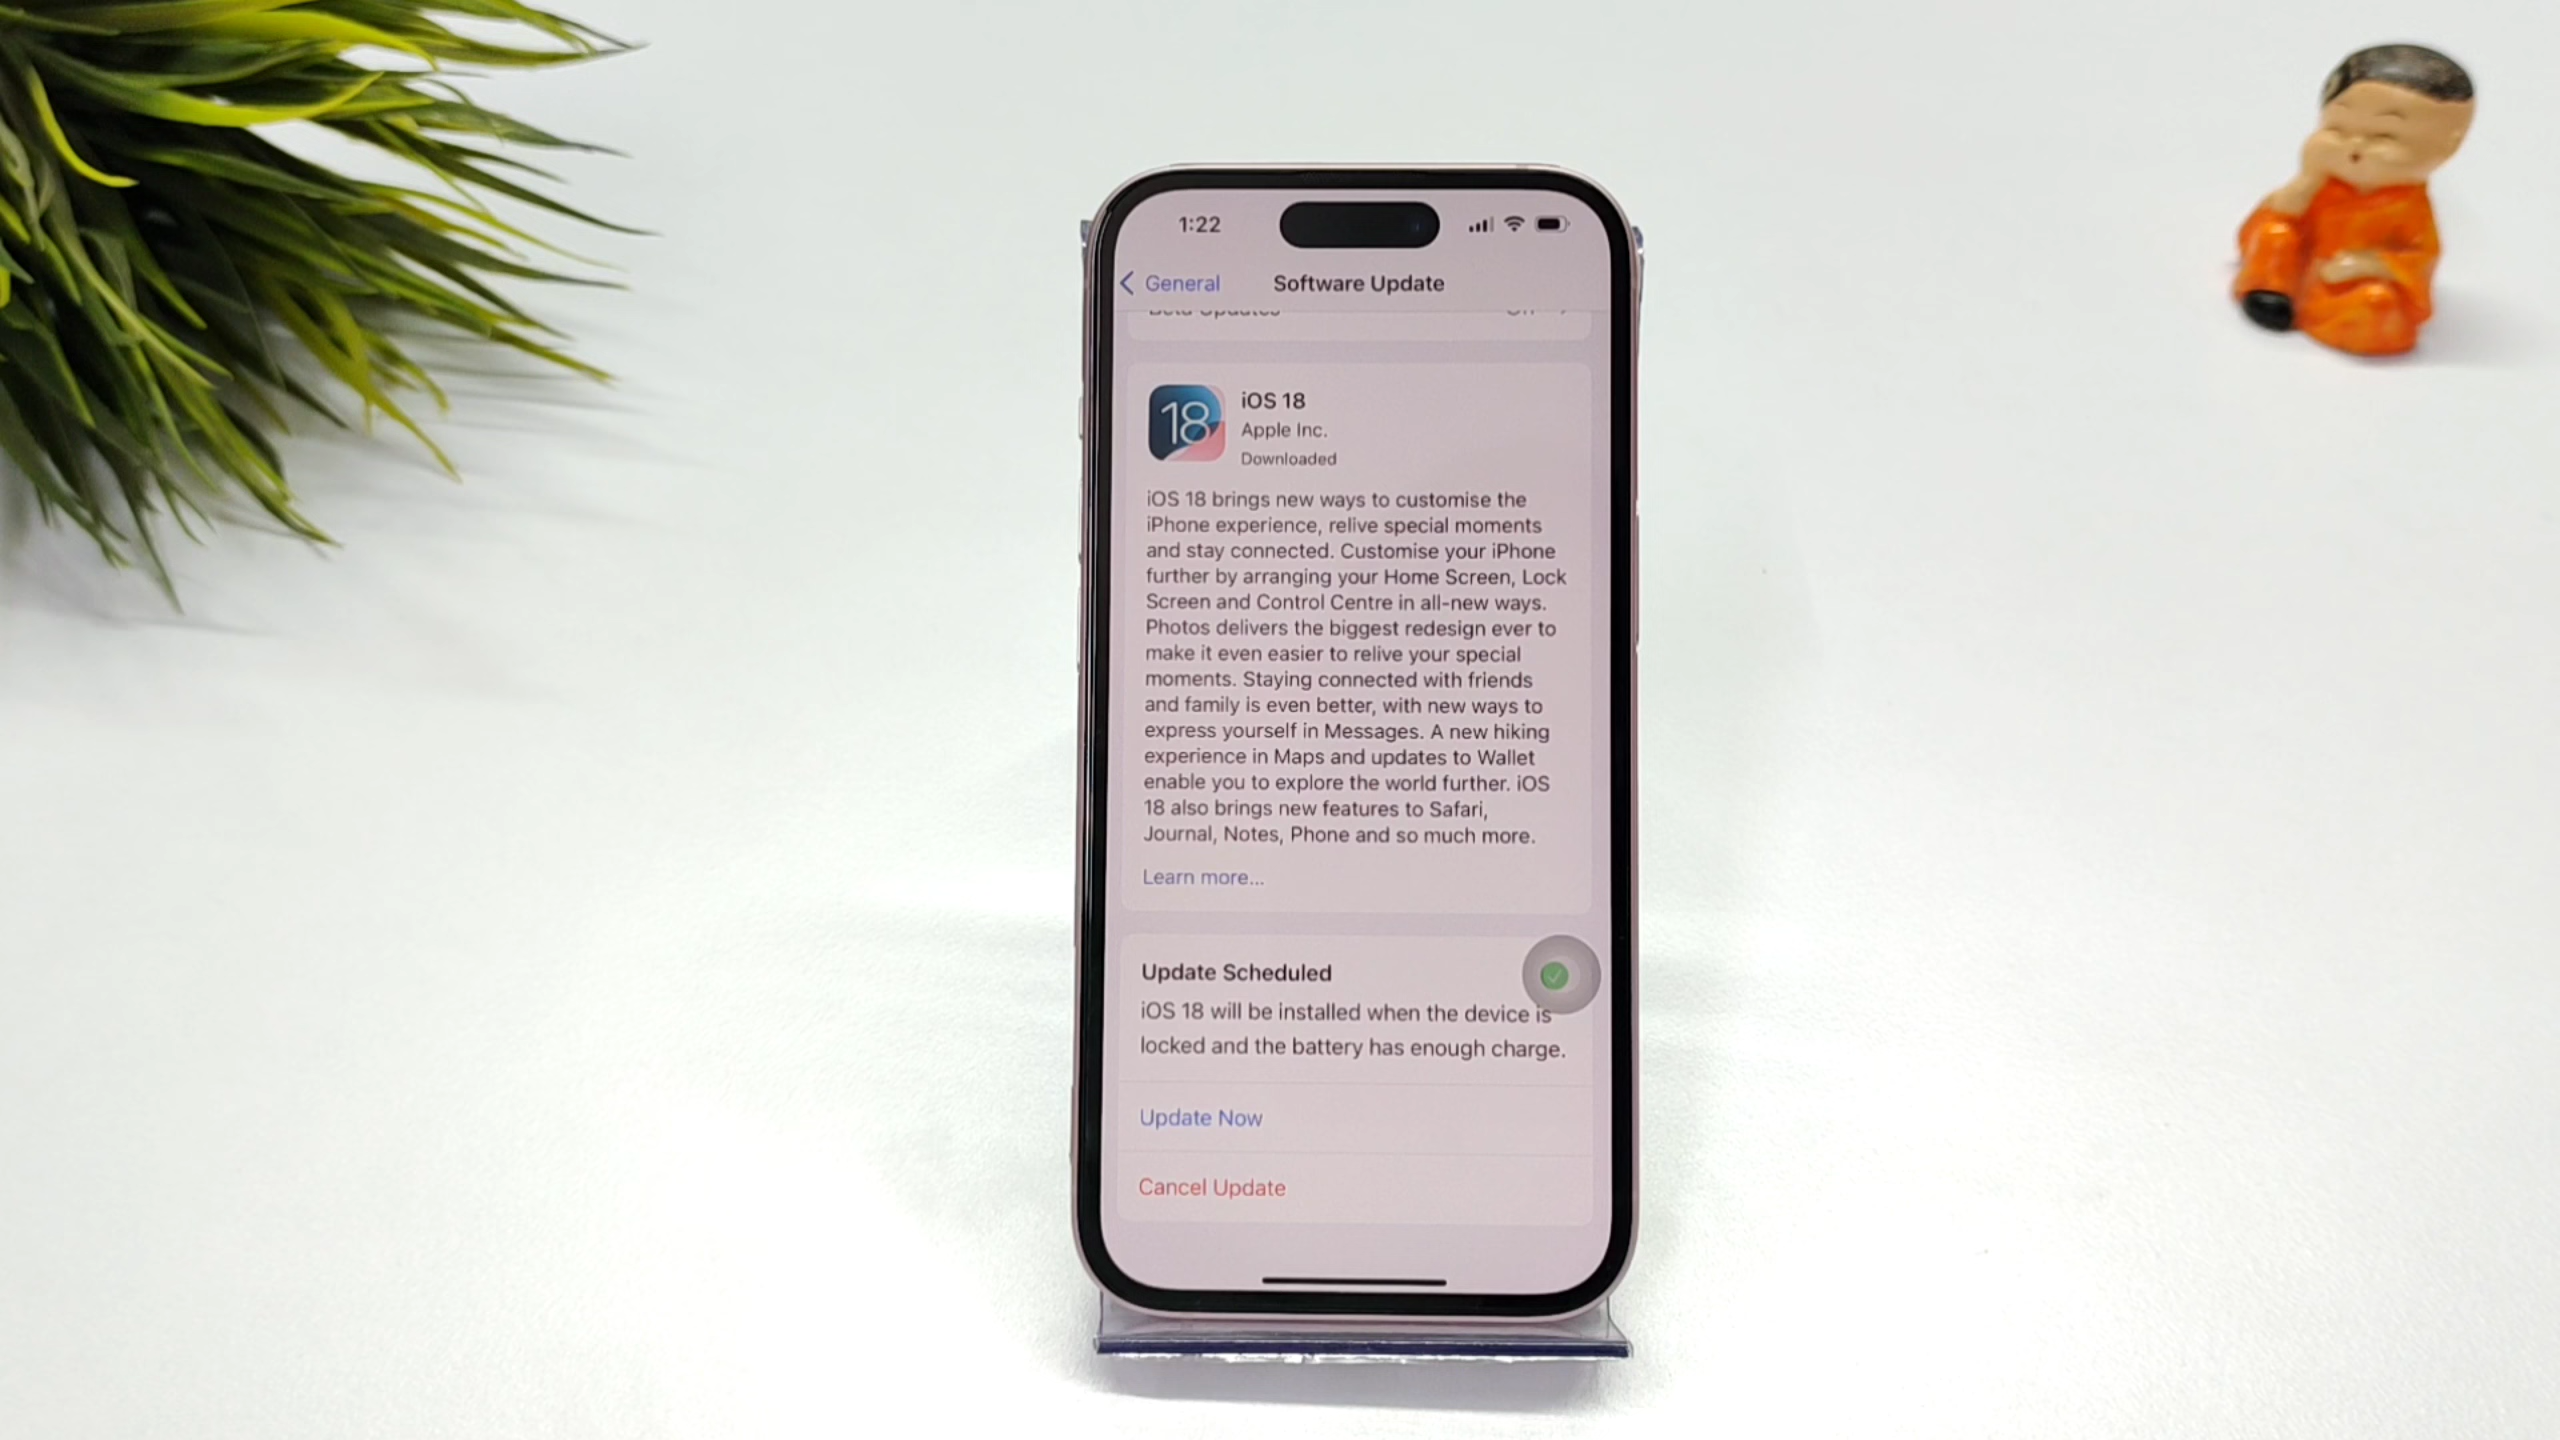 1:22
General
Software Update
Beta Updates
18
iOS 18
Apple Inc.
Downloaded
iOS 18 brings new ways to customise the
iPhone experience, relive special moments
and stay connected. Customise your iPhone
further by arranging your Home Screen, Lock
Screen and Control Centre in all-new ways.
Photos delivers the biggest redesign ever to
make it even easier to relive your special
moments. Staying connected with friends
and family is even better, with new ways to
express yourself in Messages. A new hiking
experience in Maps and updates to Wallet
enable you to explore the world further. iOS
18 also brings new features to Safari,
Journal, Notes, Phone and so much more.
Learn more...
Update Scheduled
iOS 18 will be installed when the device is
locked and the battery has enough charge.
Update Now
Cancel Update